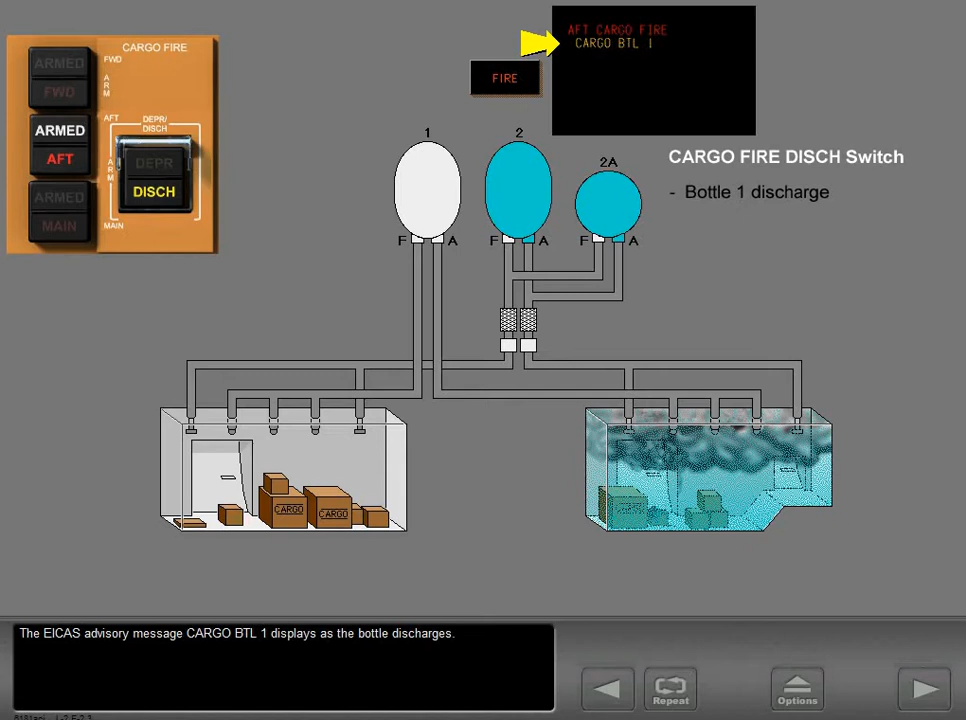 CARGO FIRE
ARMED
FWD
FWD
ARM
AFT
DEPR/
DISCH
ARMED
AFT
ARM
DEPR
DISCH
ARMED
MAIN
MAIN
FIRE
AFT CARGO FIRE
CARGO BTL 1
CARGO FIRE DISCH Switch
- Bottle 1 discharge
1
2
2A
F A
F A
F A
CARGO
CARGO
The EICAS advisory message CARGO BTL 1 displays as the bottle discharges.
Repeat
Options